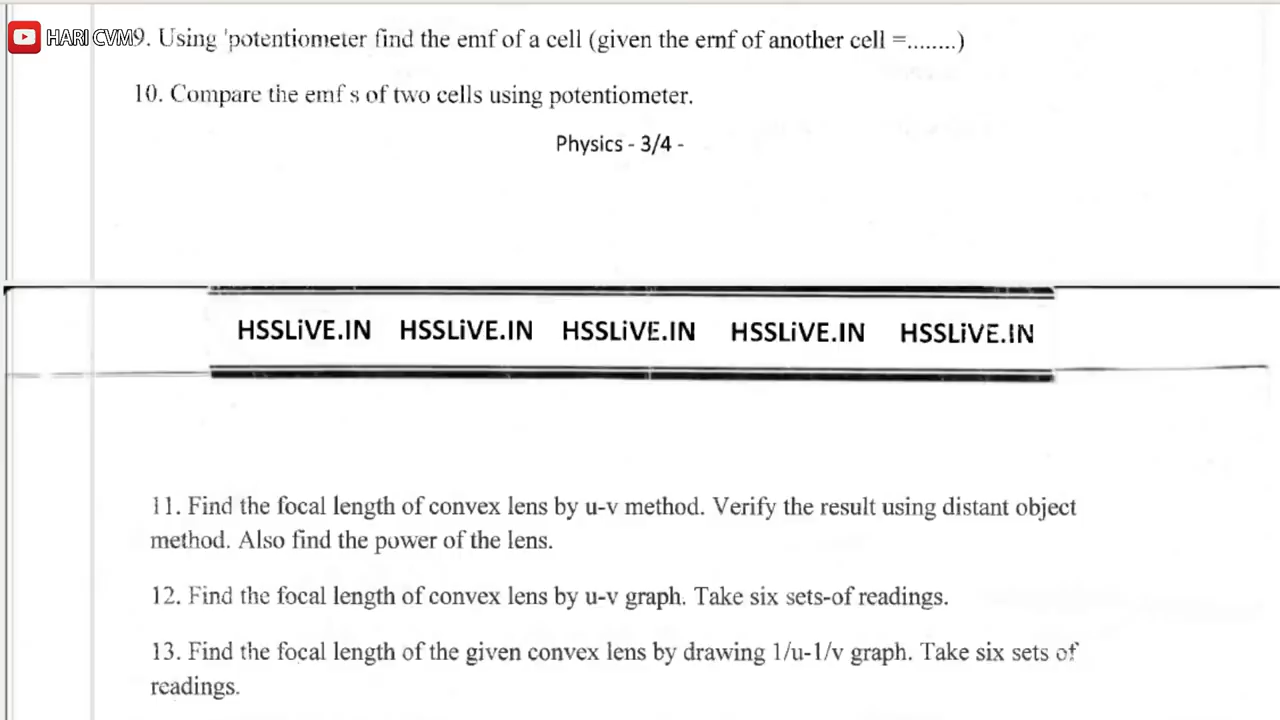 HARI CVM
9. Using 'potentiometer find the emf of a cell (given the emf of another cell =........)
10. Compare the emf s of two cells using potentiometer.
Physics - 3/4 -
HSSLiVE.IN HSSLiVE.IN HSSLiVE.IN HSSLiVE.IN HSSLiVE.IN
11. Find the focal length of convex lens by u-v method. Verify the result using distant object
method. Also find the power of the lens.
12. Find the focal length of convex lens by u-v graph. Take six sets-of readings.
13. Find the focal length of the given convex lens by drawing 1/u-1/v graph. Take six sets of
readings.